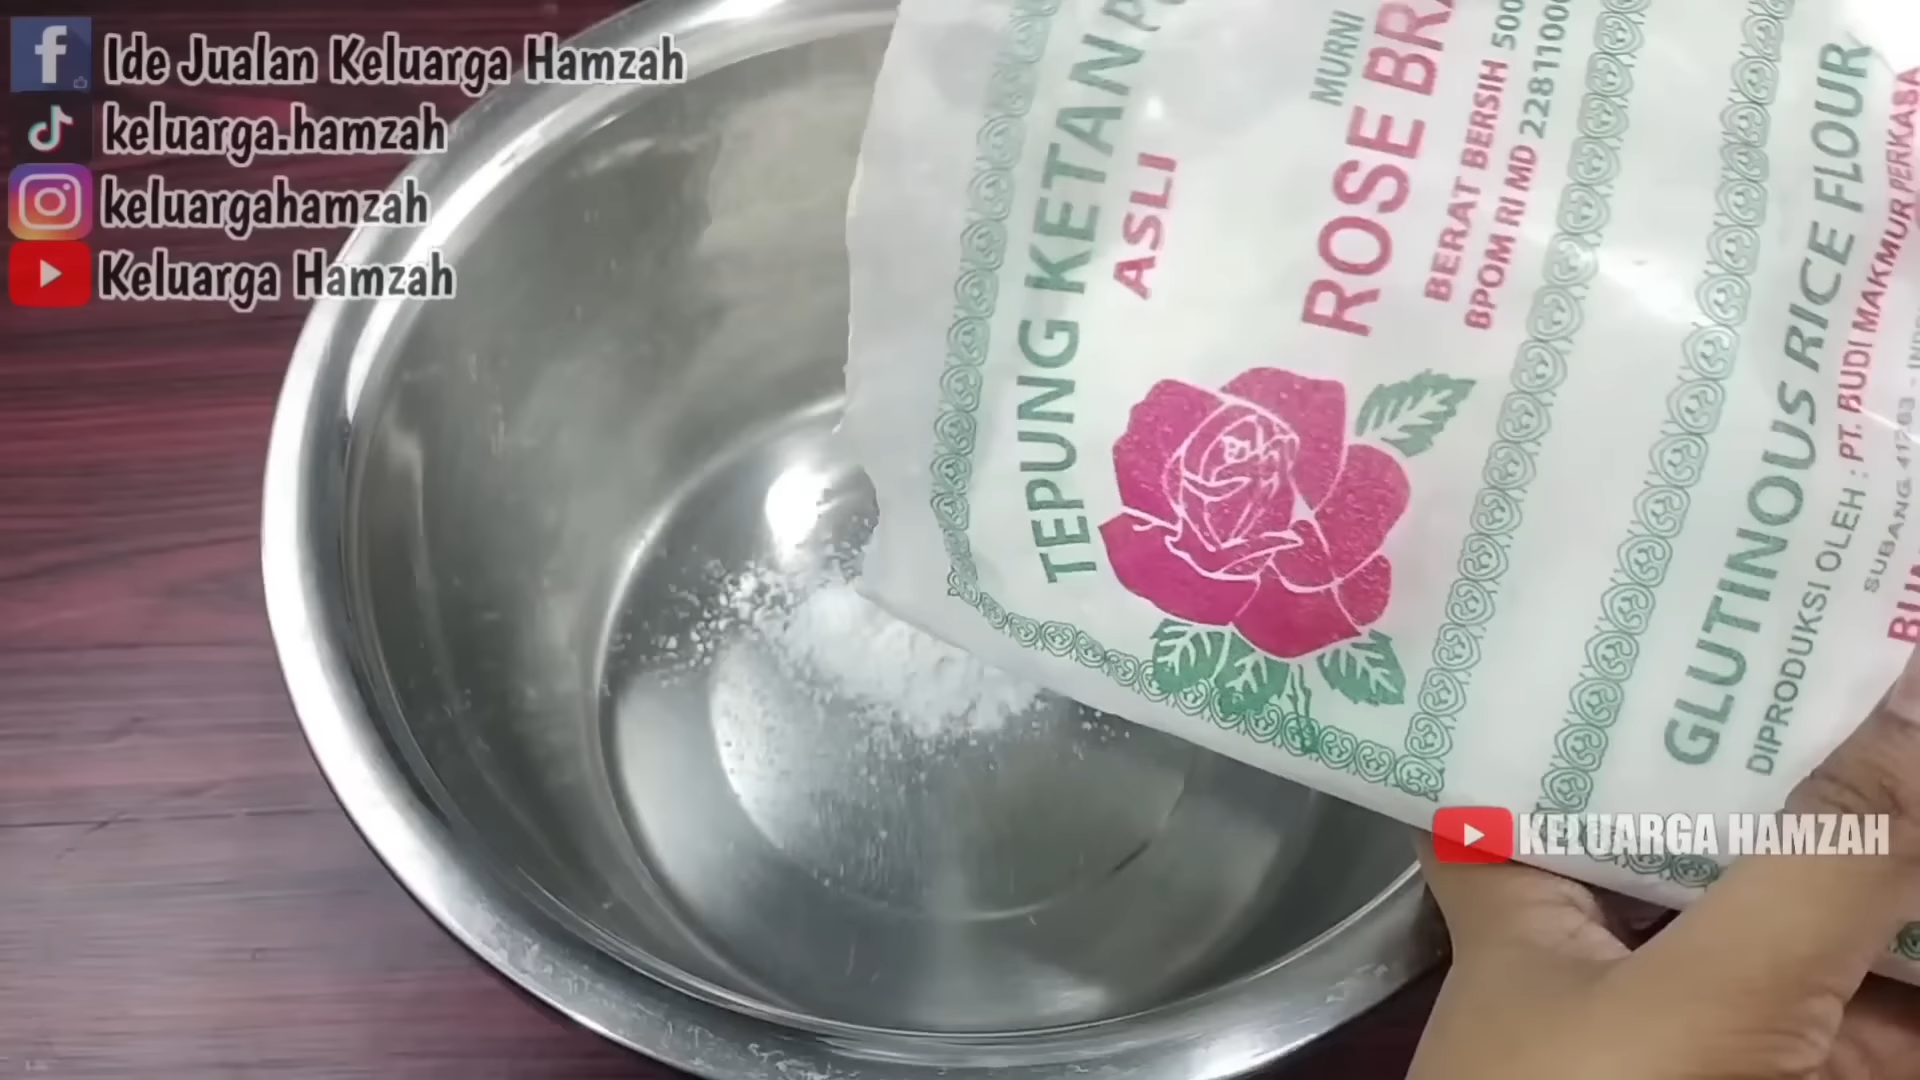 Ide Jualan Keluarga Hamzah
keluarga.hamzah
keluargahamzah
Keluarga Hamzah
TEPUNG KETAN
ASLI
MURNI
ROSE
BERAT BERSIH
BPOM RI MD
GLUTINOUS RICE FLOUR
DIPRODUKSI OLEH : PT. BUDI MAKMUR PERKASA
SUBANG
KELUARGA HAMZAH